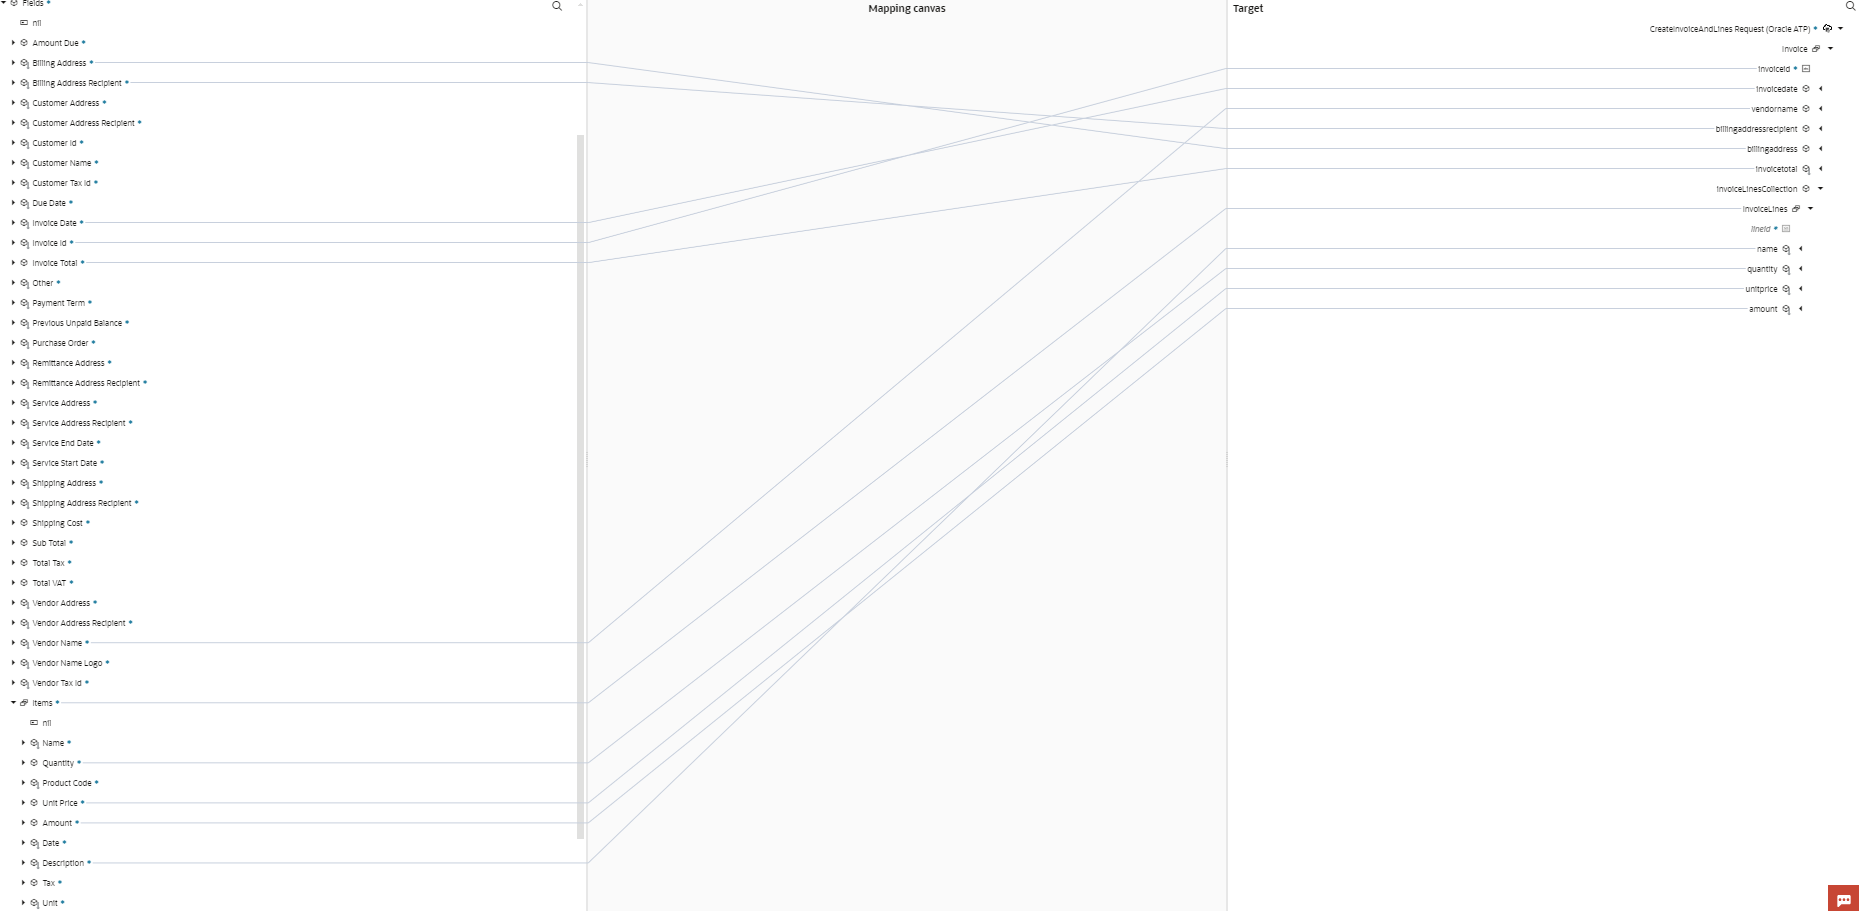 Fields
nil
Amount Due
Billing Address
Billing Address Recipient
Customer Address
Customer Address Recipient
Customer Id
Customer Name
Customer Tax Id
Due Date
Invoice Date
Invoice Id
Invoice Total
Other
Payment Term
Previous Unpaid Balance
Purchase Order
Remittance Address
Remittance Address Recipient
Service Address
Service Address Recipient
Service End Date
Service Start Date
Shipping Address
Shipping Address Recipient
Shipping Cost
Sub Total
Total Tax
Total VAT
Vendor Address
Vendor Address Recipient
Vendor Name
Vendor Name Logo
Vendor Tax Id
Items
nil
Name
Quantity
Product Code
Unit Price
Amount
Date
Description
Tax
Unit
Mapping canvas
Target
CreateInvoiceAndLines Request (Oracle ATP)
Invoice
invoiceid
invoicedate
vendorname
billingaddressrecipient
billingaddress
invoicetotal
invoiceLinesCollection
InvoiceLines
lineid
name
quantity
unitprice
amount